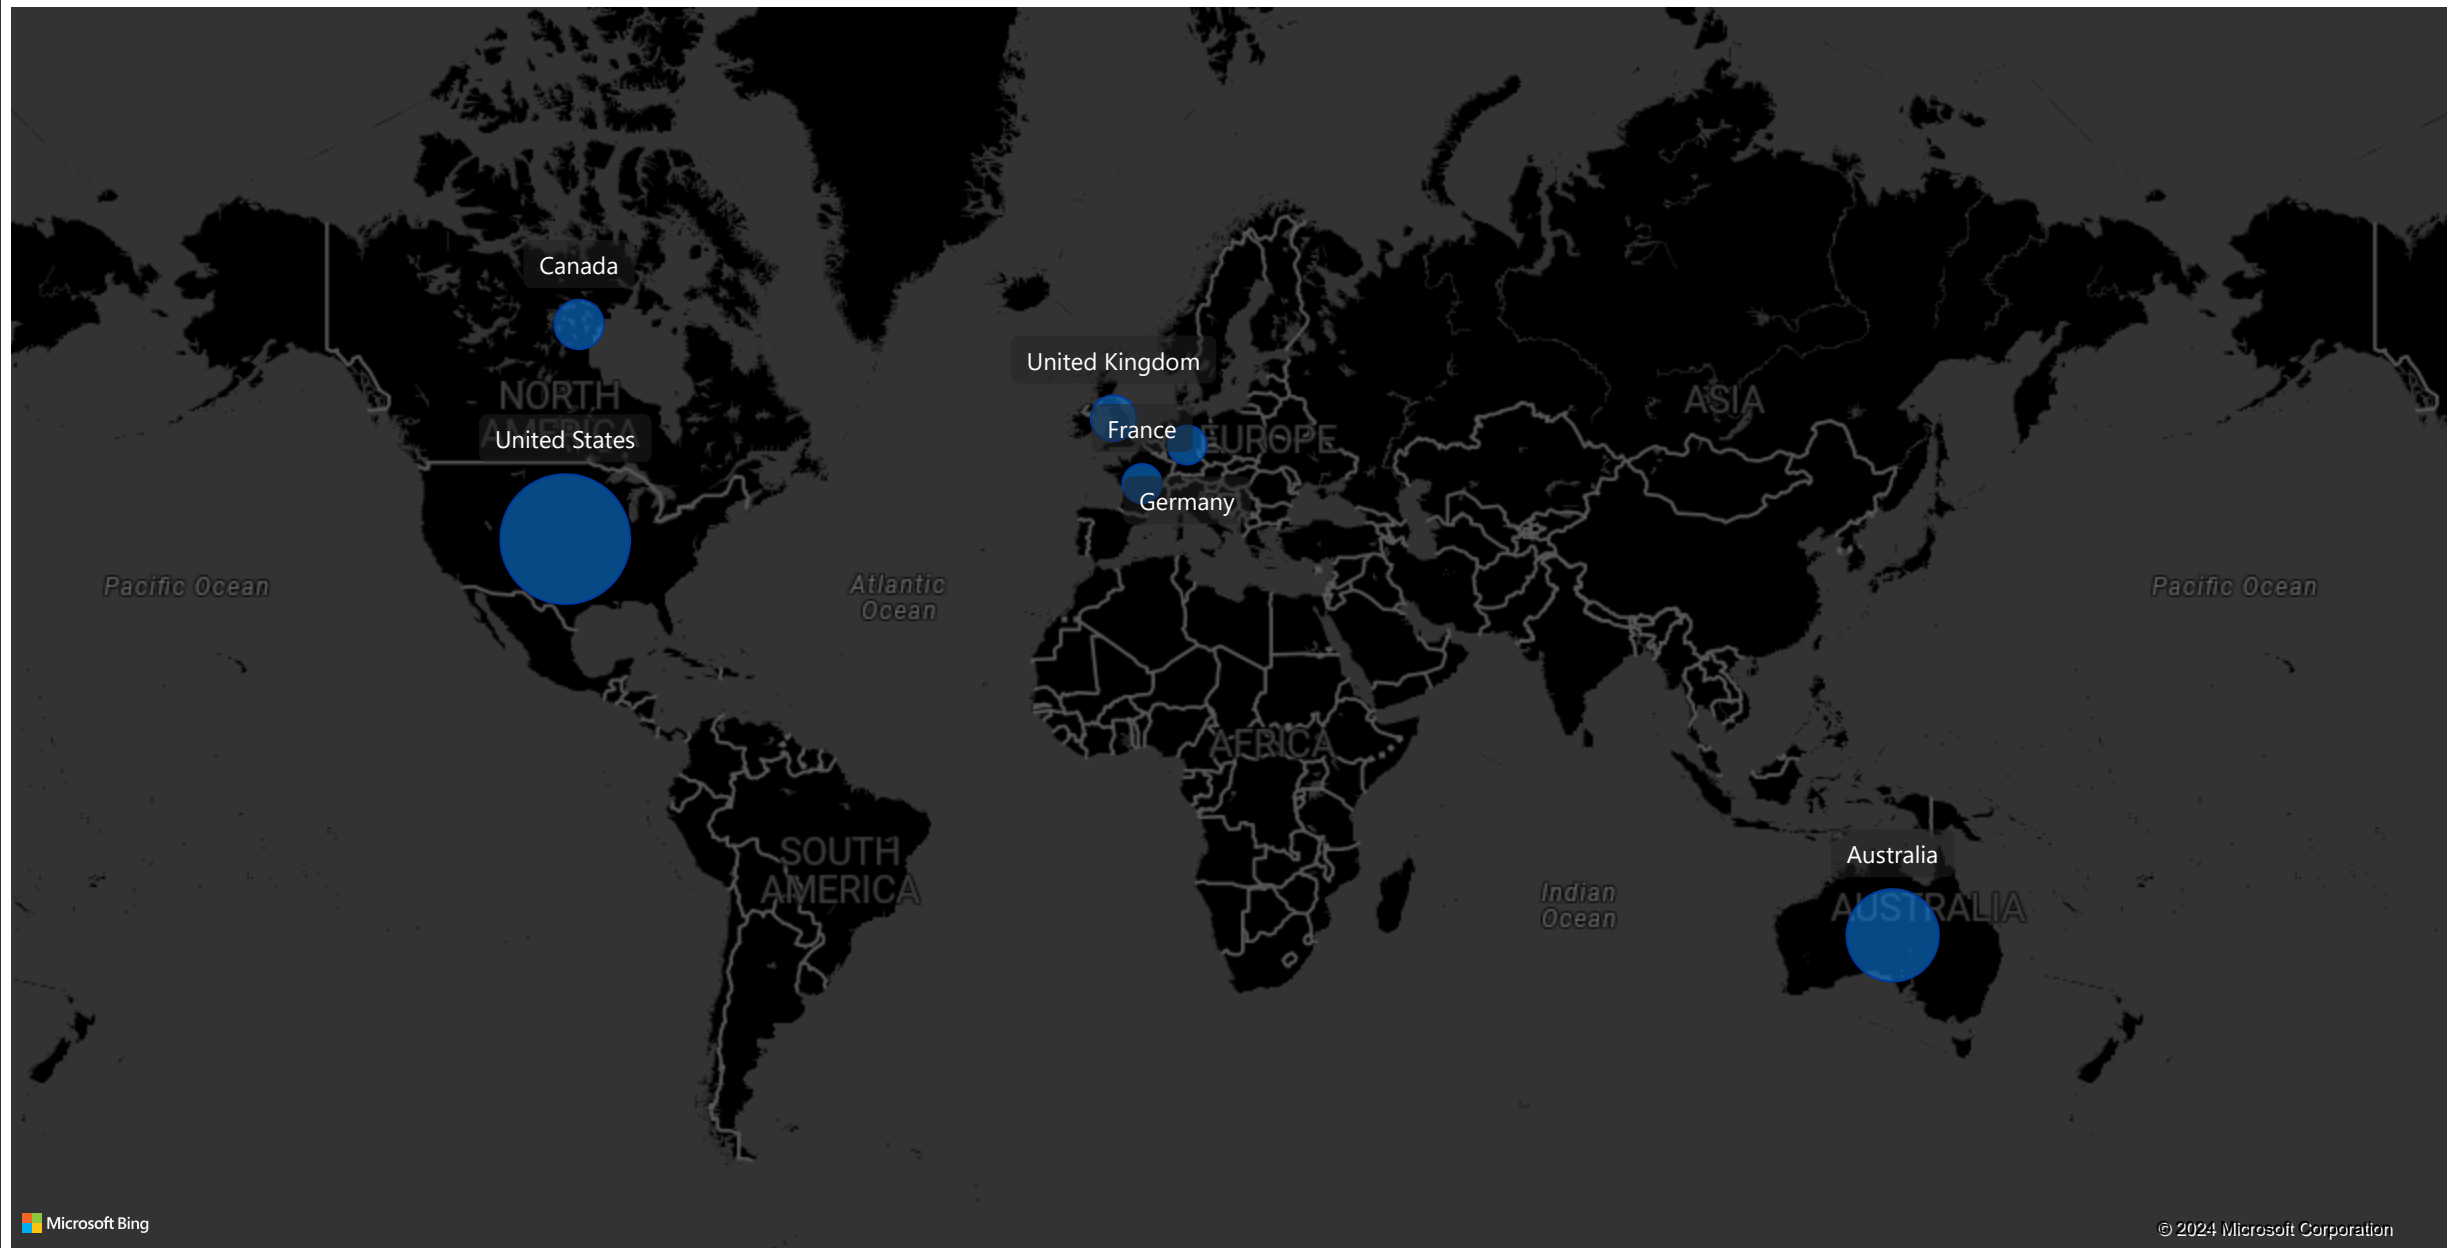 Canada
United Kingdom
NORTH
AMERICA
ASIA
United States
France
EUROPE
Germany
Pacific Ocean
Atlantic
Ocean
Pacific Ocean
AFRICA
SOUTH
AMERICA
Australia
Indian
Ocean
AUSTRALIA
Microsoft Bing
© 2024 Microsoft Corporation